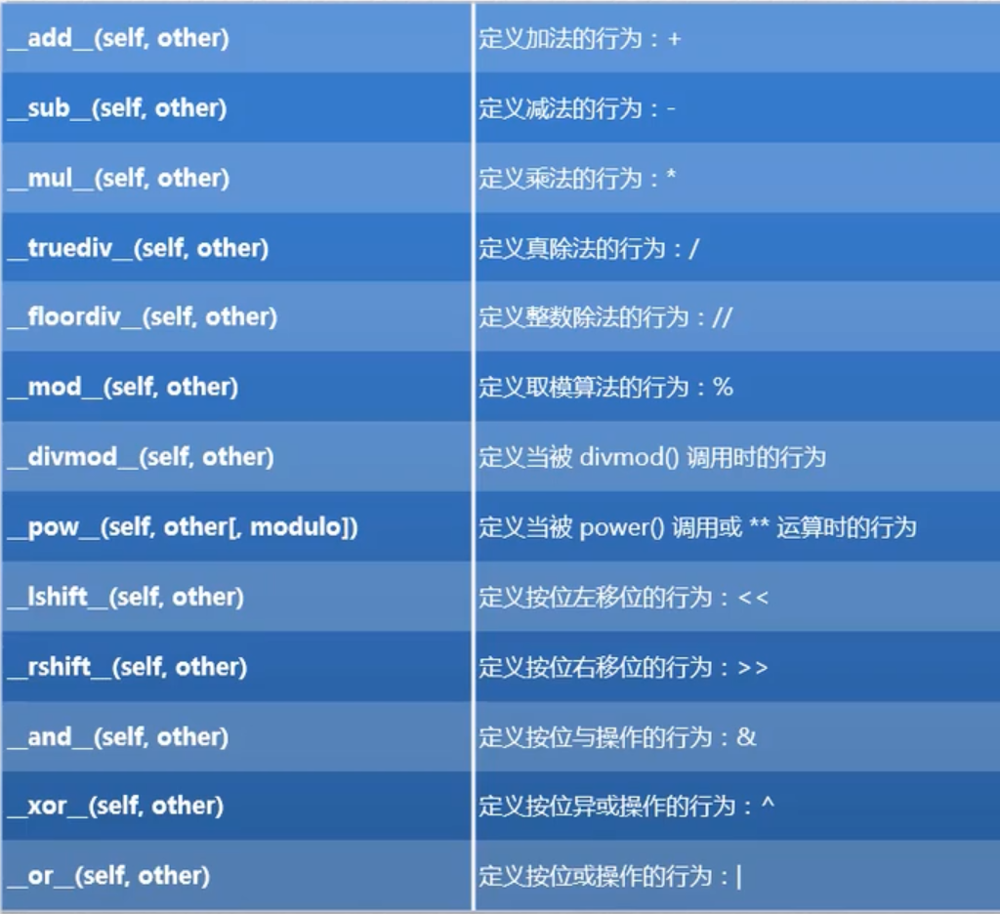 __add__(self, other) 定义加法的行为：+
__sub__(self, other) 定义减法的行为：-
__mul__(self, other) 定义乘法的行为：*
__truediv__(self, other) 定义真除法的行为：/
__floordiv__(self, other) 定义整数除法的行为：//
__mod__(self, other) 定义取模算法的行为：%
__divmod__(self, other) 定义当被 divmod() 调用时的行为
__pow__(self, other[, modulo]) 定义当被 power() 调用或 ** 运算时的行为
__lshift__(self, other) 定义按位左移位的行为：<<
__rshift__(self, other) 定义按位右移位的行为：>>
__and__(self, other) 定义按位与操作的行为：&
__xor__(self, other) 定义按位异或操作的行为：^
__or__(self, other) 定义按位或操作的行为：|